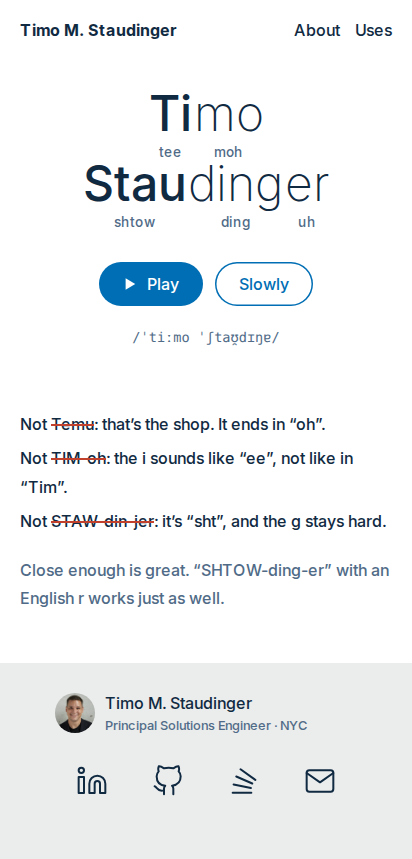 Timo M. Staudinger About Uses
Timo
tee moh
Staudinger
shtow ding uh
Play Slowly
/ˈtiːmo ˈʃtaʊ̯dɪŋɐ/
Not Temu: that’s the shop. It ends in “oh”.
Not TIM-oh: the i sounds like “ee”, not like in
“Tim”.
Not STAW-din-jer: it’s “sht”, and the g stays hard.
Close enough is great. “SHTOW-ding-er” with an
English r works just as well.
Timo M. Staudinger
Principal Solutions Engineer · NYC